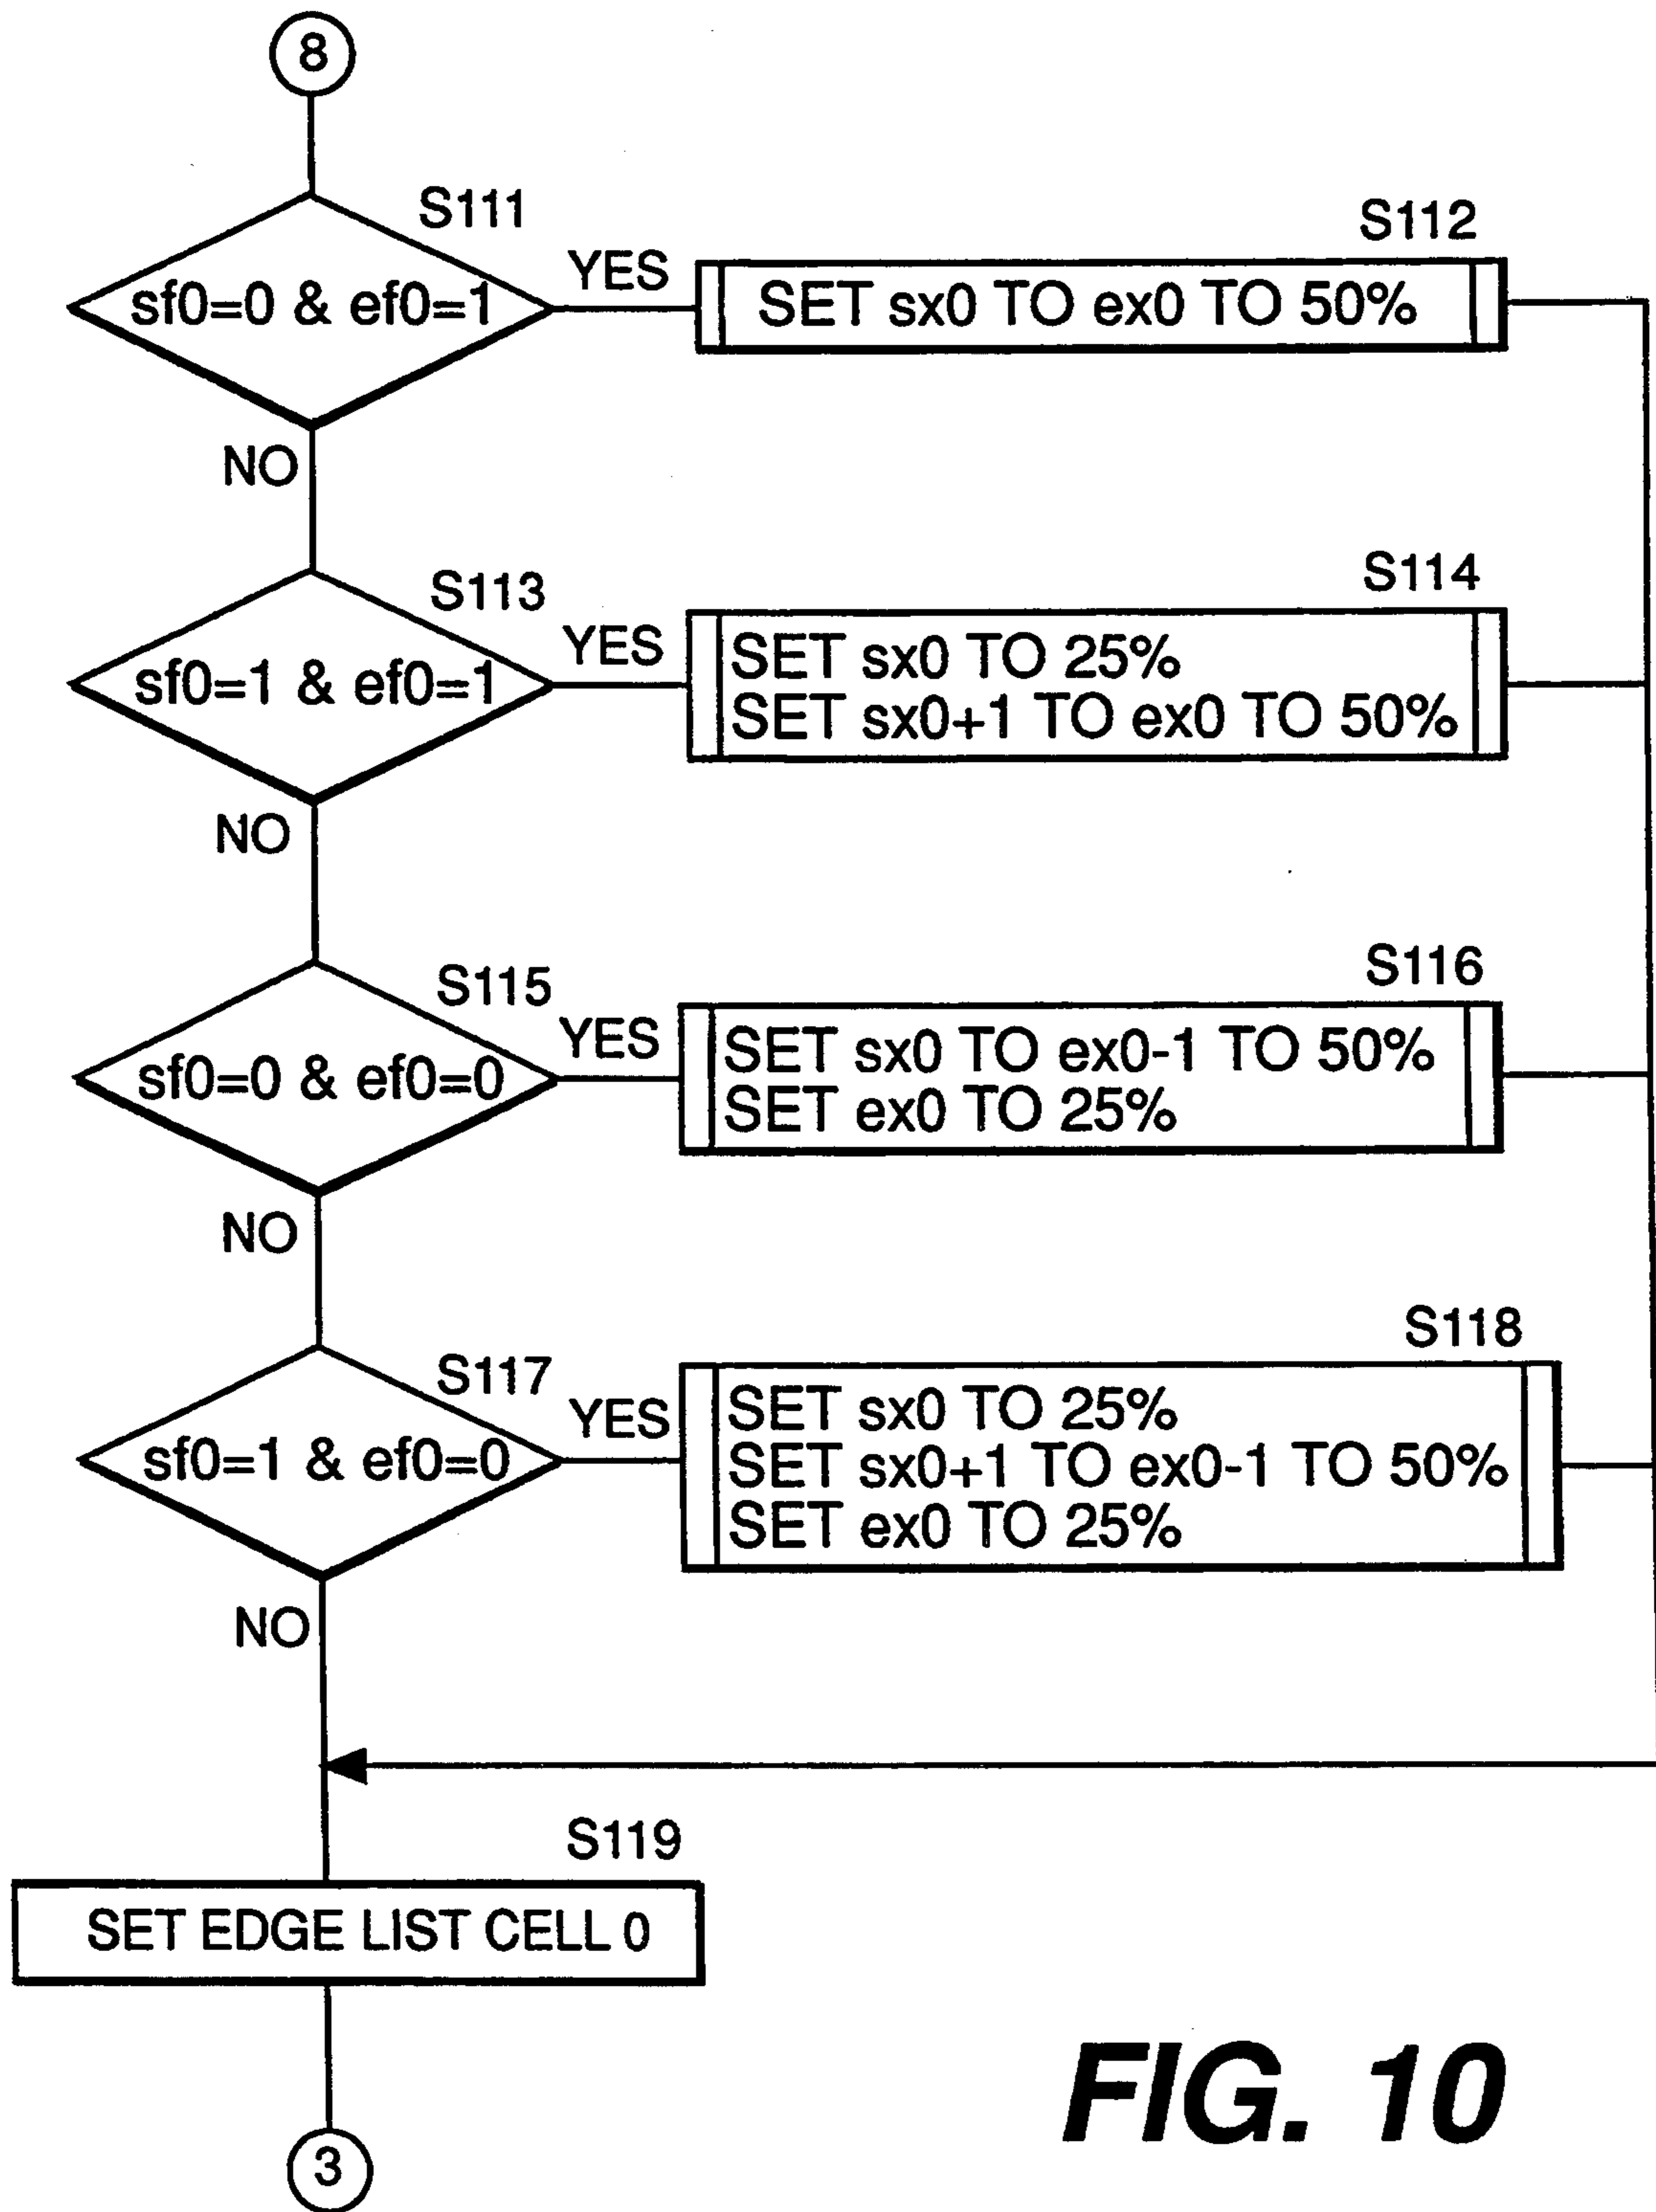 8
S111
sf0=0 & ef0=1
YES
S112
SET sx0 TO ex0 TO 50%
NO
S113
sf0=1 & ef0=1
YES
S114
SET sx0 TO 25%
SET sx0+1 TO ex0 TO 50%
NO
S115
sf0=0 & ef0=0
YES
S116
SET sx0 TO ex0-1 TO 50%
SET ex0 TO 25%
NO
S117
sf0=1 & ef0=0
YES
S118
SET sx0 TO 25%
SET sx0+1 TO ex0-1 TO 50%
SET ex0 TO 25%
NO
S119
SET EDGE LIST CELL 0
3
FIG. 10